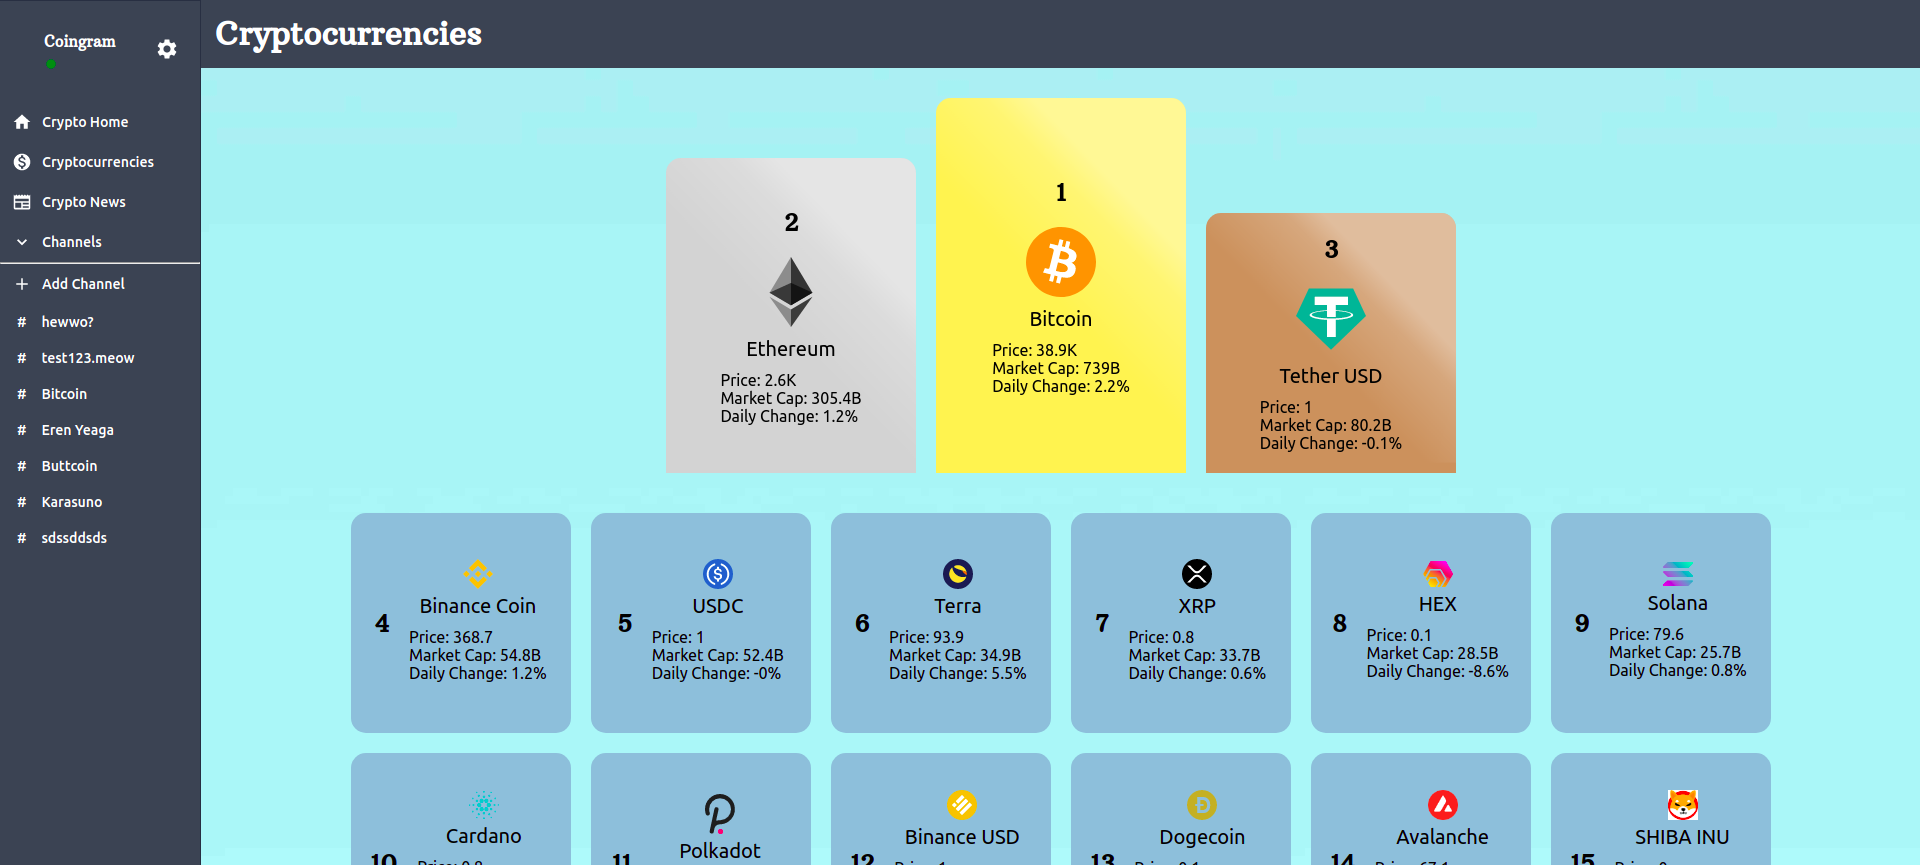 Coingram
Crypto Home
Cryptocurrencies
Crypto News
Channels
Add Channel
# hewwo?
# test123.meow
# Bitcoin
# Eren Yeaga
# Buttcoin
# Karasuno
# sdssddsds
Cryptocurrencies
2
Ethereum
Price: 2.6K
Market Cap: 305.4B
Daily Change: 1.2%
1
Bitcoin
Price: 38.9K
Market Cap: 739B
Daily Change: 2.2%
3
Tether USD
Price: 1
Market Cap: 80.2B
Daily Change: -0.1%
4
Binance Coin
Price: 368.7
Market Cap: 54.8B
Daily Change: 1.2%
5
USDC
Price: 1
Market Cap: 52.4B
Daily Change: -0%
6
Terra
Price: 93.9
Market Cap: 34.9B
Daily Change: 5.5%
7
XRP
Price: 0.8
Market Cap: 33.7B
Daily Change: 0.6%
8
HEX
Price: 0.1
Market Cap: 28.5B
Daily Change: -8.6%
9
Solana
Price: 79.6
Market Cap: 25.7B
Daily Change: 0.8%
10
Cardano
11
Polkadot
12
Binance USD
13
Dogecoin
14
Avalanche
15
SHIBA INU